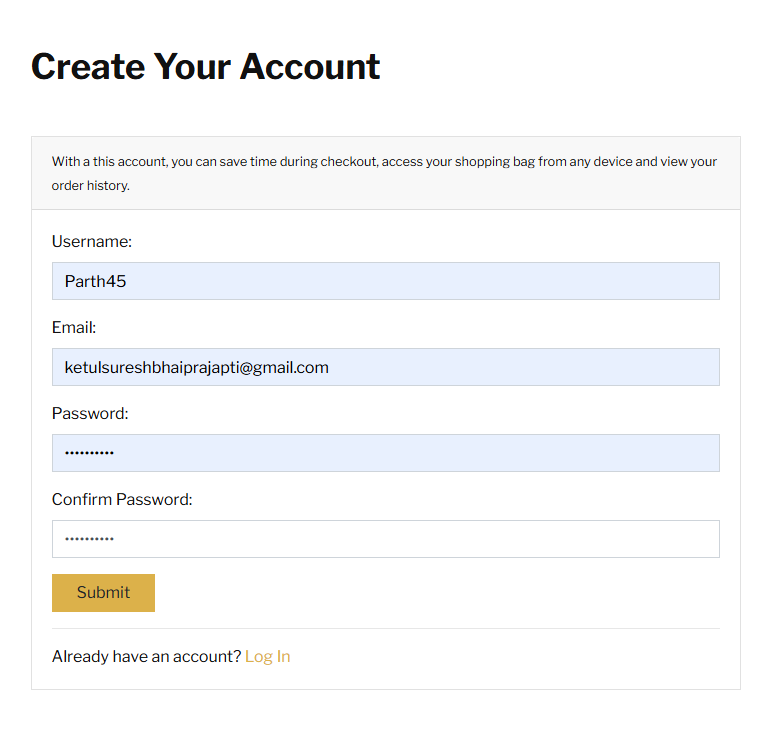 Create Your Account
With a this account, you can save time during checkout, access your shopping bag from any device and view your
order history.
Username:
Parth45
Email:
ketulsureshbhaiprajapti@gmail.com
Password:
••••••••••
Confirm Password:
••••••••••
Submit
Already have an account? Log In